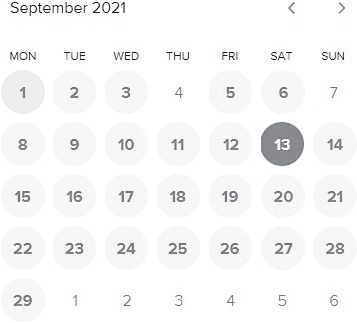 September 2021
MON TUE WED THU FRI SAT SUN
1 2 3 4 5 6 7
8 9 10 11 12 13 14
15 16 17 18 19 20 21
22 23 24 25 26 27 28
29 1 2 3 4 5 6